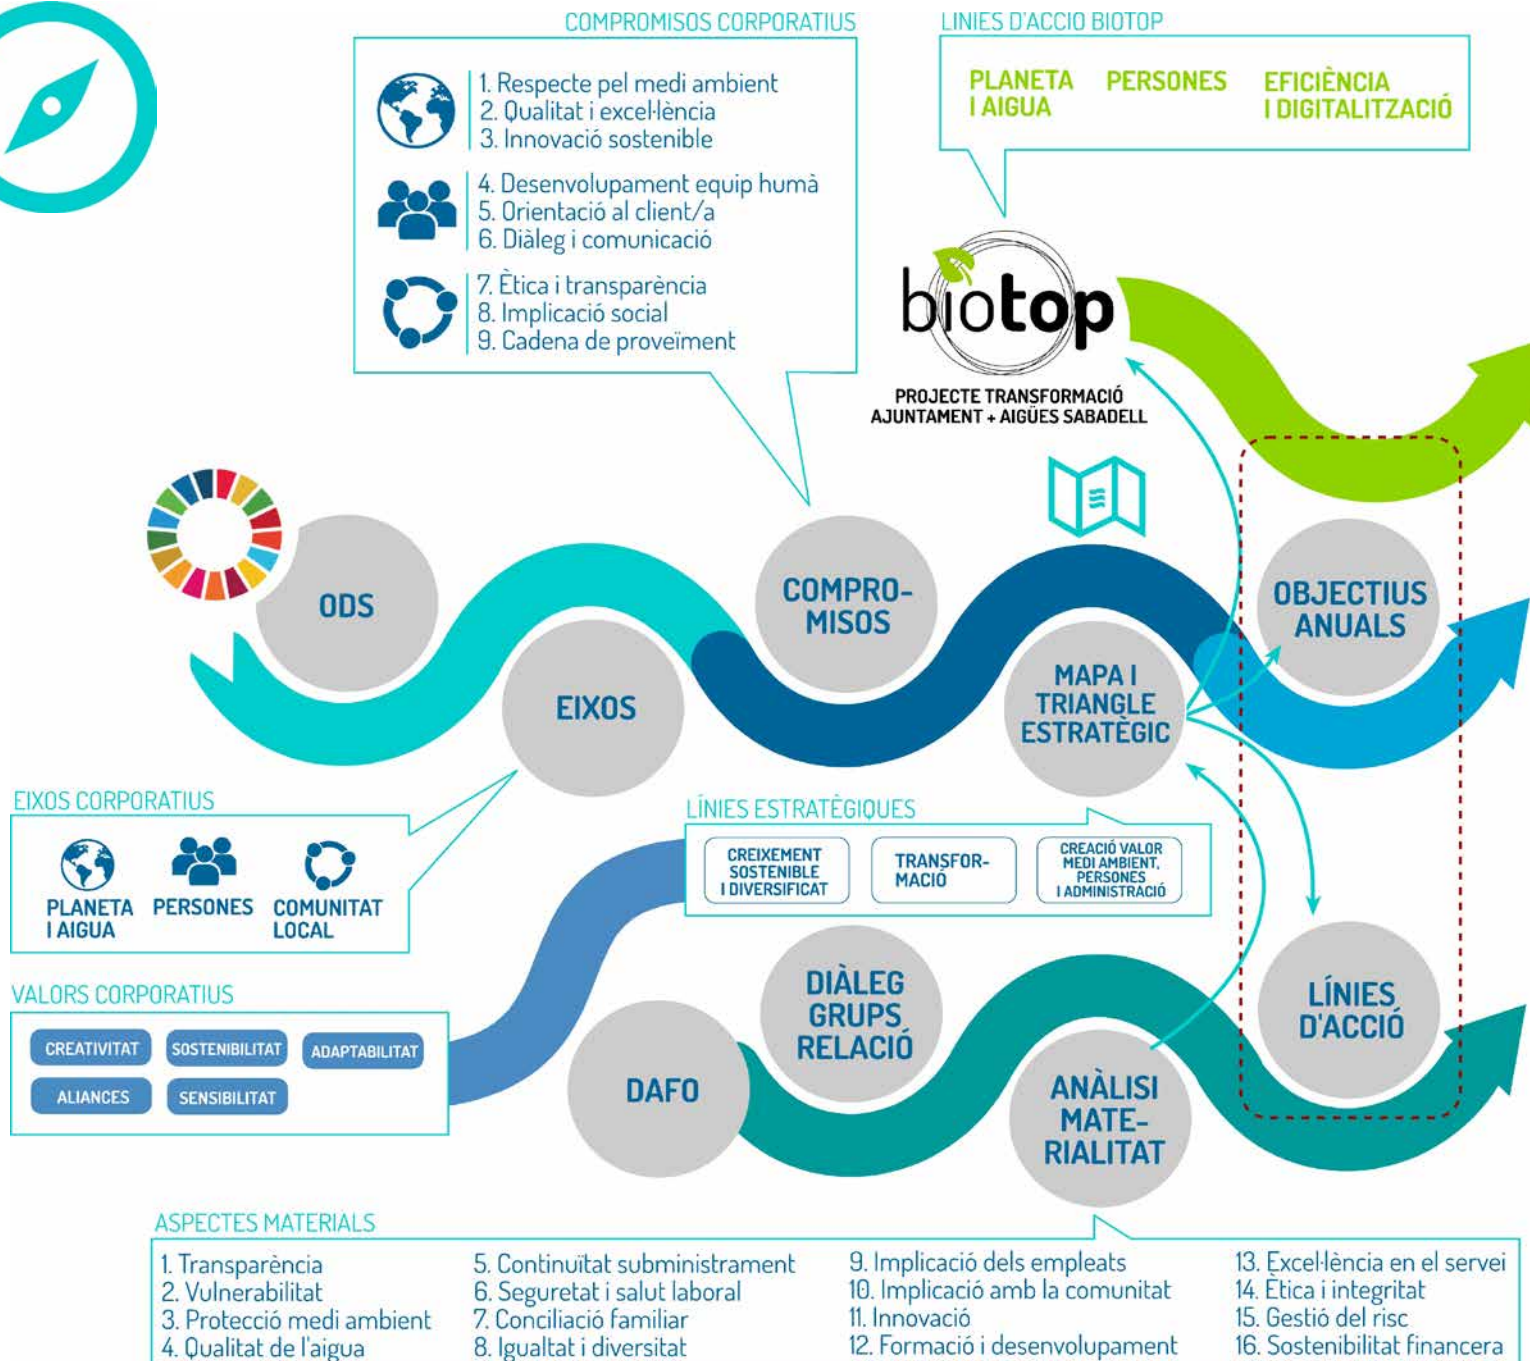 COMPROMISOS CORPORATIUS
1. Respecte pel medi ambient
2. Qualitat i excel·lència
3. Innovació sostenible
4. Desenvolupament equip humà
5. Orientació al client/a
6. Diàleg i comunicació
7. Ètica i transparència
8. Implicació social
9. Cadena de proveïment
LÍNIES D'ACCIÓ BIOTOP
PLANETA
I AIGUA
PERSONES
EFICIÈNCIA
I DIGITALITZACIÓ
biotop
PROJECTE TRANSFORMACIÓ
AJUNTAMENT + AIGÜES SABADELL
ODS
EIXOS
COMPRO-
MISOS
MAPA I
TRIANGLE
ESTRATÈGIC
OBJECTIUS
ANUALS
EIXOS CORPORATIUS
PLANETA
I AIGUA
PERSONES
COMUNITAT
LOCAL
LÍNIES ESTRATÈGIQUES
CREIXEMENT
SOSTENIBLE
I DIVERSIFICAT
TRANSFOR-
MACIÓ
CREACIÓ VALOR
MEDI AMBIENT,
PERSONES
I ADMINISTRACIÓ
VALORS CORPORATIUS
CREATIVITAT
SOSTENIBILITAT
ADAPTABILITAT
ALIANCES
SENSIBILITAT
DAFO
DIÀLEG
GRUPS
RELACIÓ
ANÀLISI
MATE-
RIALITAT
LÍNIES
D'ACCIÓ
ASPECTES MATERIALS
1. Transparència
2. Vulnerabilitat
3. Protecció medi ambient
4. Qualitat de l'aigua
5. Continuïtat subministrament
6. Seguretat i salut laboral
7. Conciliació familiar
8. Igualtat i diversitat
9. Implicació dels empleats
10. Implicació amb la comunitat
11. Innovació
12. Formació i desenvolupament
13. Excel·lència en el servei
14. Ètica i integritat
15. Gestió del risc
16. Sostenibilitat financera